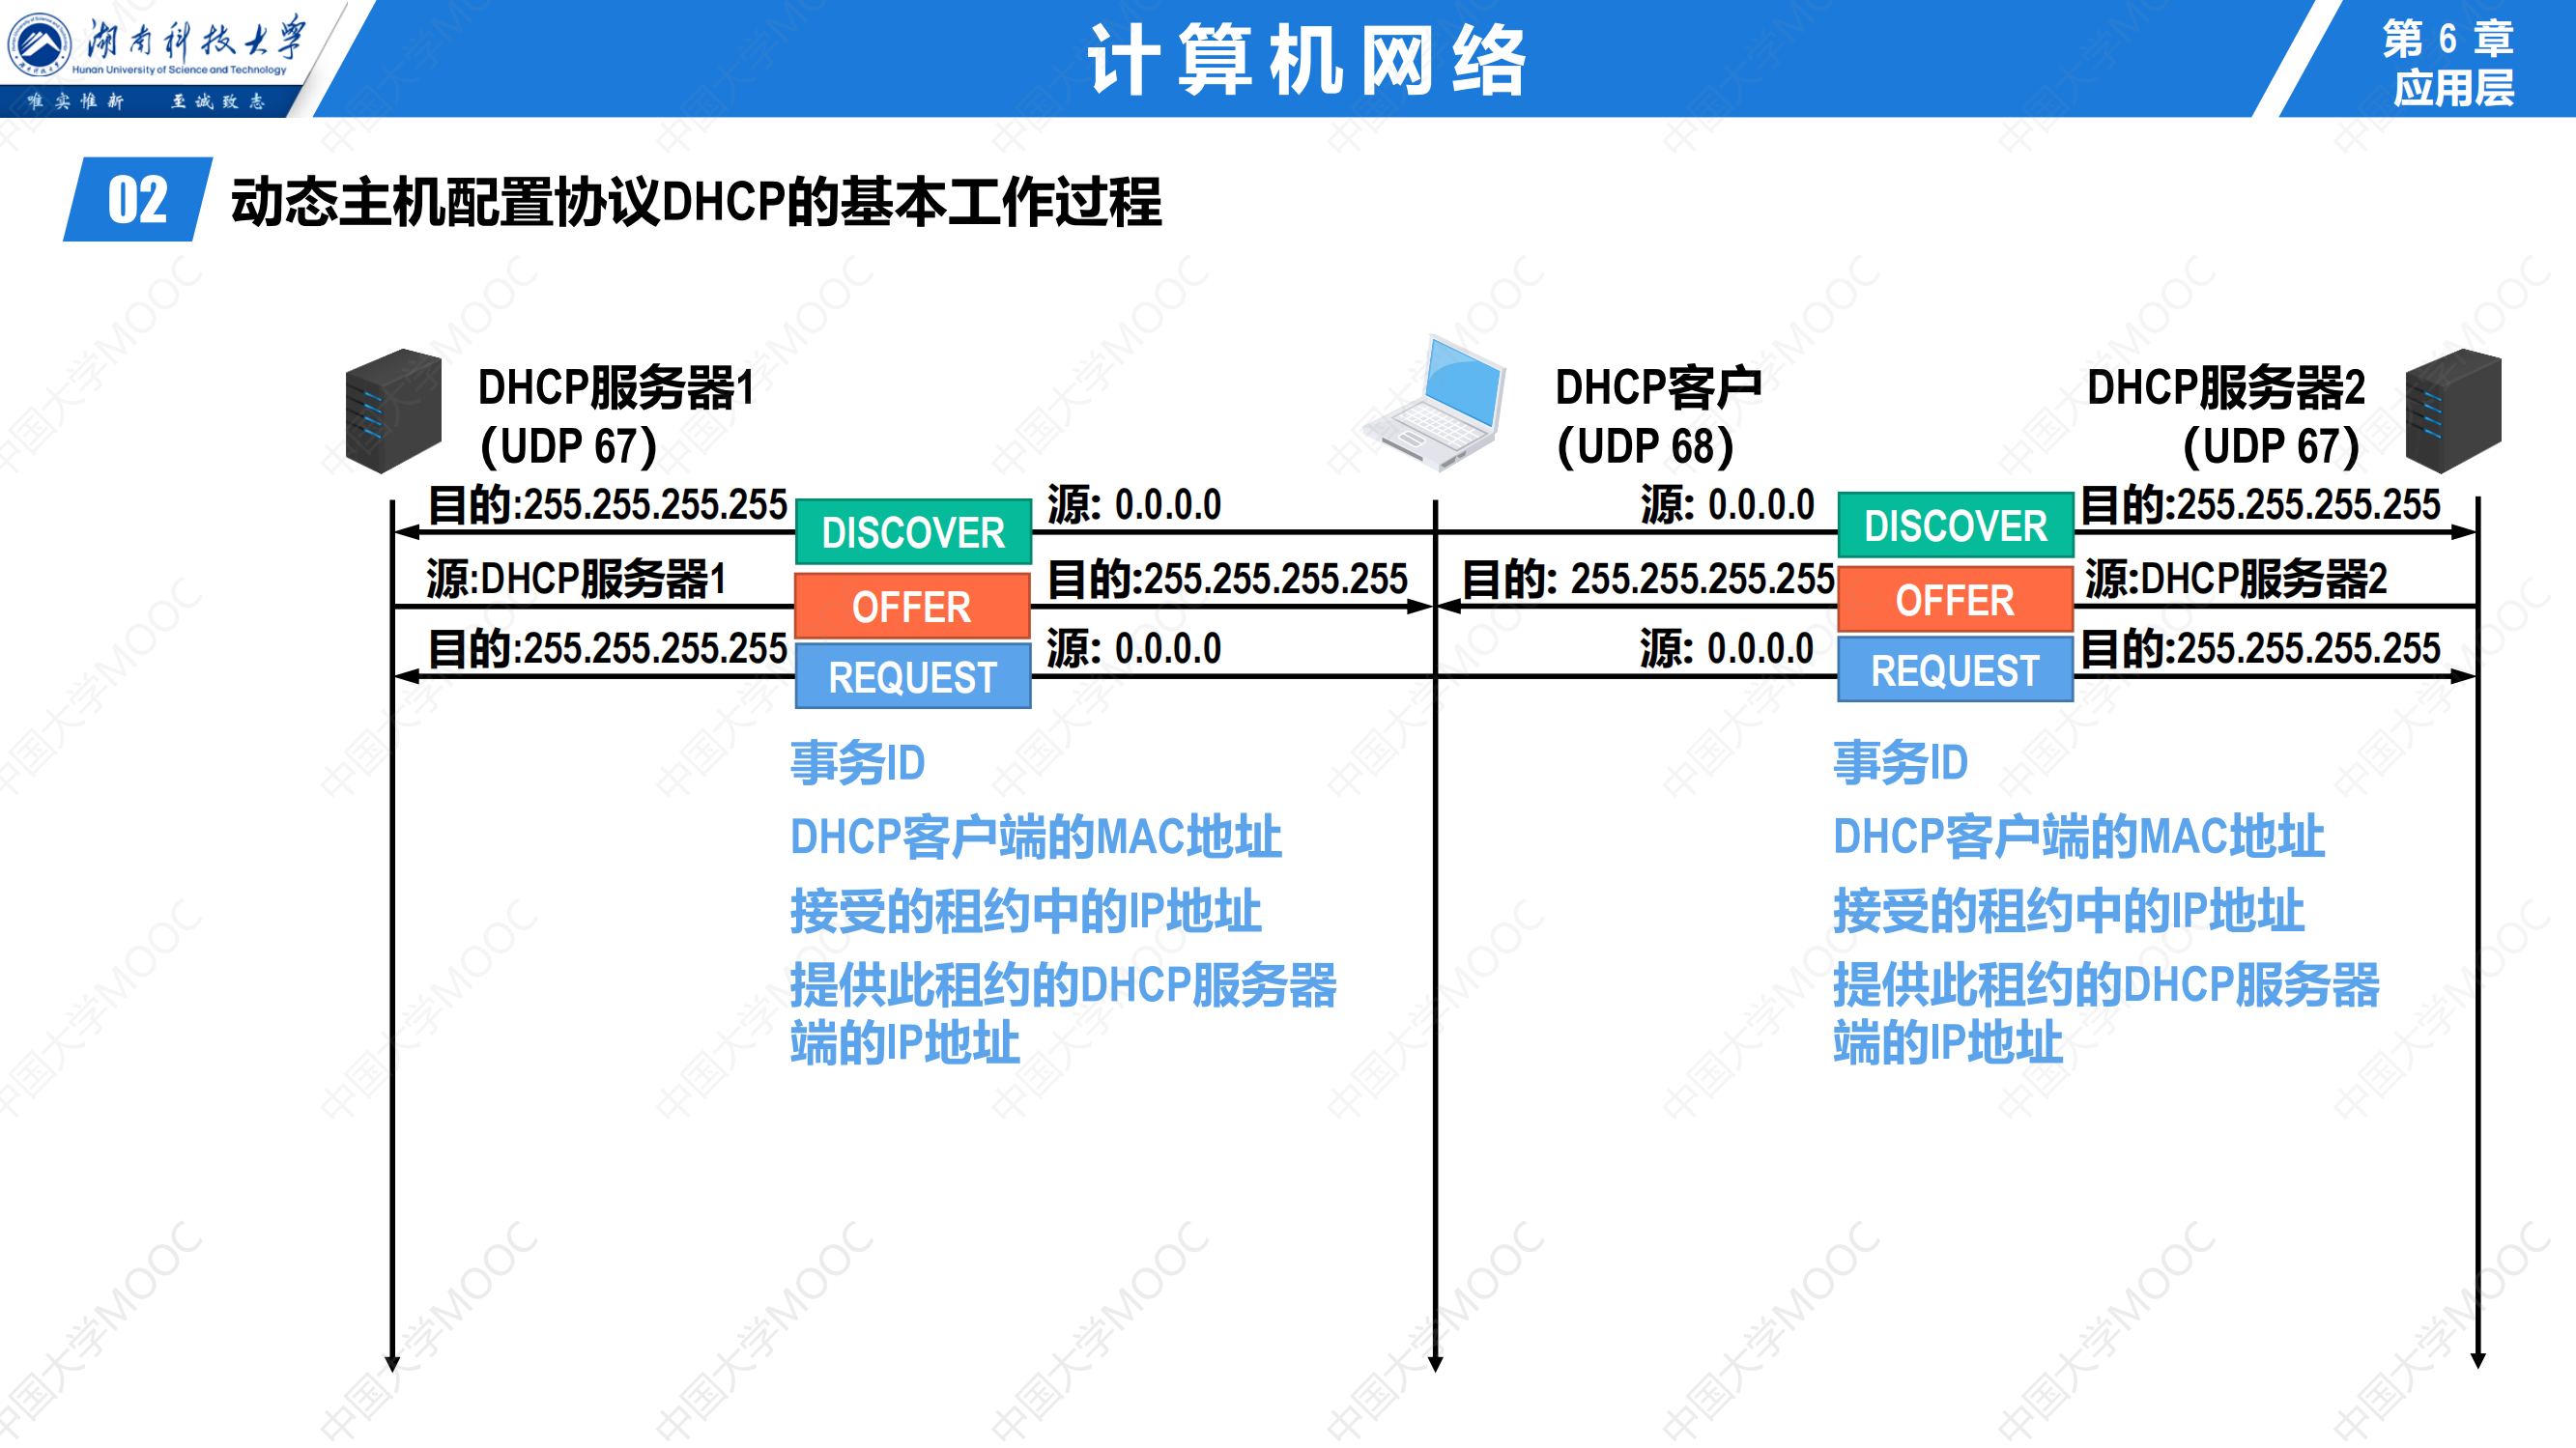 湖南科技大学
Hunan University of Science and Technology
唯实惟新 至诚致志
计算机网络
第 6 章
应用层
02 动态主机配置协议DHCP的基本工作过程
DHCP服务器1
（UDP 67）
DHCP客户
（UDP 68）
DHCP服务器2
（UDP 67）
目的:255.255.255.255 DISCOVER 源: 0.0.0.0 源: 0.0.0.0 DISCOVER 目的:255.255.255.255
源:DHCP服务器1 OFFER 目的:255.255.255.255 目的: 255.255.255.255 OFFER 源:DHCP服务器2
目的:255.255.255.255 REQUEST 源: 0.0.0.0 源: 0.0.0.0 REQUEST 目的:255.255.255.255
事务ID
DHCP客户端的MAC地址
接受的租约中的IP地址
提供此租约的DHCP服务器
端的IP地址
事务ID
DHCP客户端的MAC地址
接受的租约中的IP地址
提供此租约的DHCP服务器
端的IP地址
中国大学MOOC